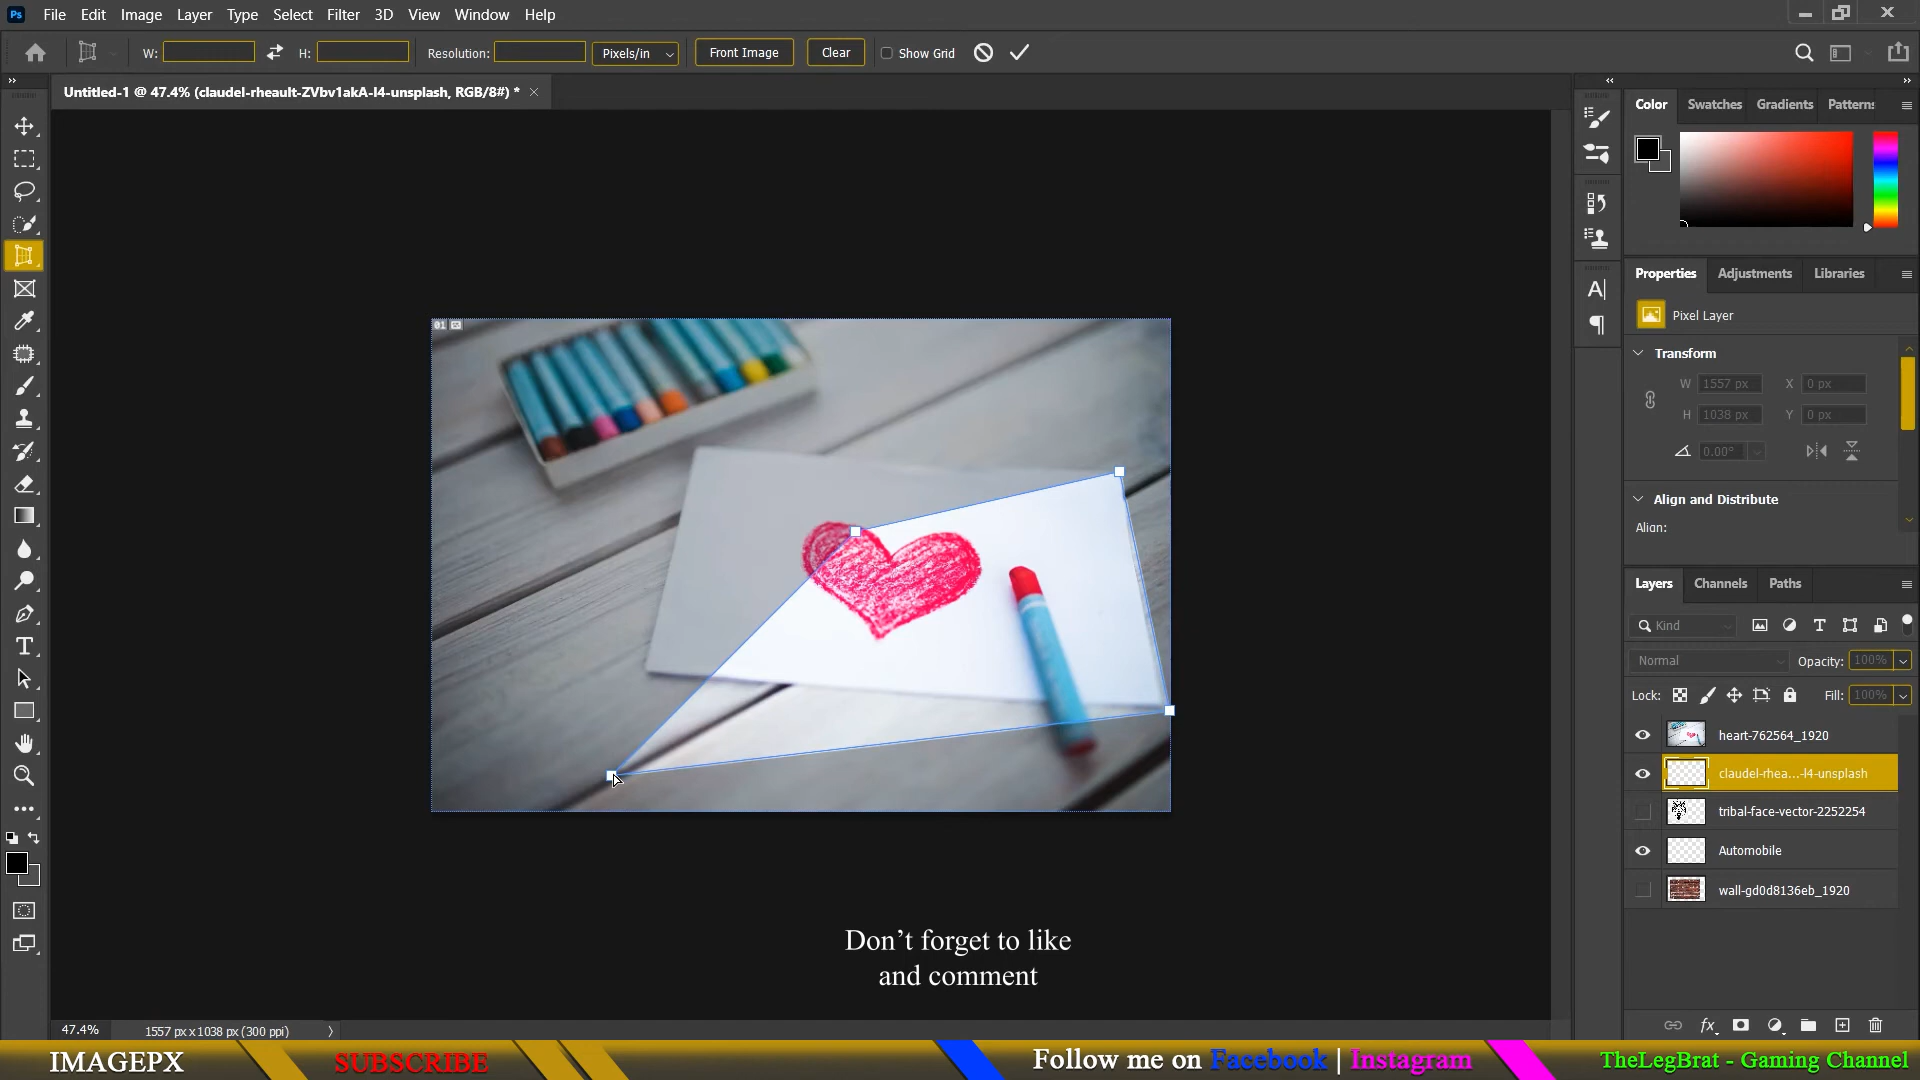 Ps File Edit Image Layer Type Select Filter 3D View Window Help
W: H: Resolution: Pixels/in Front Image Clear Show Grid
Untitled-1 @ 47.4% (claudel-rheault-ZVbv1akA-l4-unsplash, RGB/8#) *
01
Color Swatches Gradients Patterns
Properties Adjustments Libraries
Pixel Layer
Transform
W 1557 px X 0 px
H 1038 px Y 0 px
0.00°
Align and Distribute
Align:
Layers Channels Paths
Kind
Normal Opacity: 100%
Lock: Fill: 100%
heart-762564_1920
claudel-rhea...-l4-unsplash
tribal-face-vector-2252254
Automobile
wall-gd0d8136eb_1920
Don't forget to like
and comment
47.4% 1557 px x 1038 px (300 ppi)
IMAGEPX SUBSCRIBE Follow me on Facebook | Instagram TheLegBrat - Gaming Channel